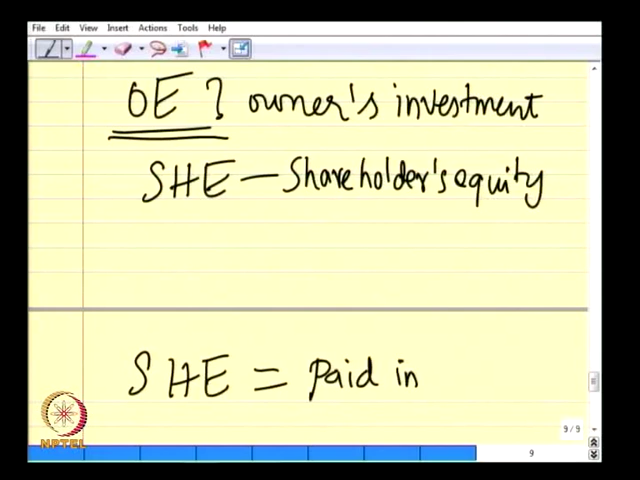 File Edit View Insert Actions Tools Help
OE ? owner's investment
SHE — Shareholder's equity
SHE = Paid in
NPTEL
9/9
9